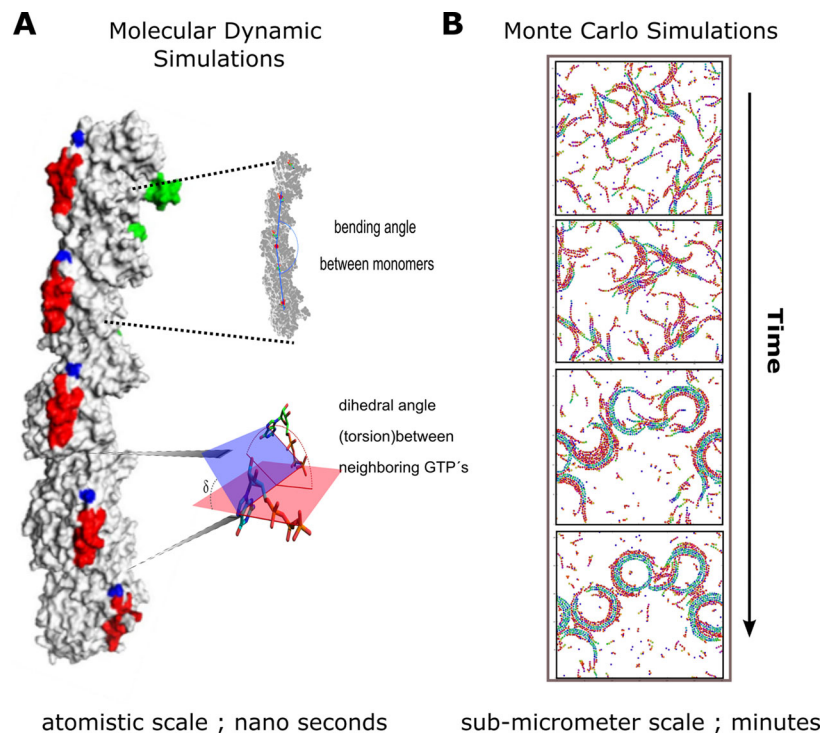 A
Molecular Dynamic
Simulations
bending angle
between monomers
dihedral angle
(torsion)between
neighboring GTP´s
δ
atomistic scale ; nano seconds
B
Monte Carlo Simulations
Time
sub-micrometer scale ; minutes